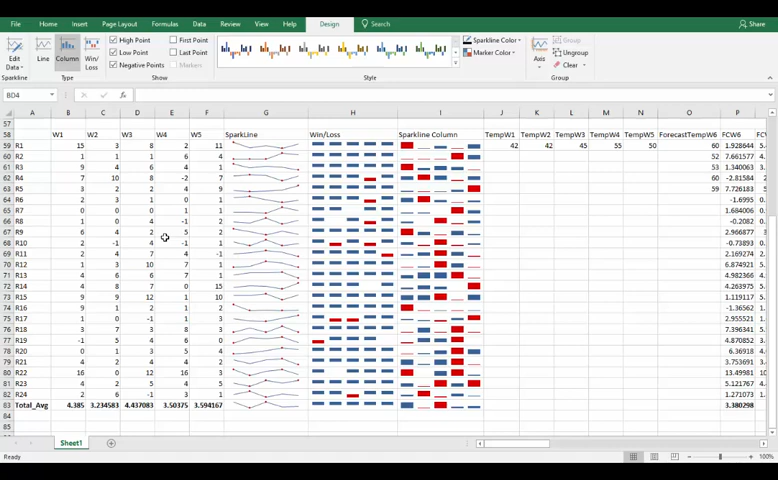 File Home Insert Page Layout Formulas Data Review View Help Design Search Share
High Point First Point Sparkline Color Group
Low Point Last Point Marker Color Ungroup
Negative Points Markers Clear
Edit Data Line Column Win/Loss Axis
Sparkline Type Show Style Group
BD4 fx
A B C D E F G H I J K L M N O P
57
58 W1 W2 W3 W4 W5 SparkLine Win/Loss Sparkline Column TempW1 TempW2 TempW3 TempW4 TempW5 ForecastTempW6 FCW6
59 R1 15 3 8 2 11 42 42 45 55 50 60 1.928644
60 R2 1 1 1 6 4 52 7.661577
61 R3 9 4 6 4 1 53 1.340063
62 R4 7 10 8 -2 7 60 -2.81584
63 R5 3 2 2 4 9 59 7.726183
64 R6 2 3 1 0 1 -1.6995
65 R7 0 0 0 1 1 1.684006
66 R8 1 0 4 -1 2 -0.2082
67 R9 6 4 2 5 2 2.966877
68 R10 2 -1 4 -1 1 -0.73893
69 R11 2 4 7 4 -1 2.169274
70 R12 1 3 10 7 1 6.874921
71 R13 4 6 6 7 1 4.982366
72 R14 4 8 7 0 15 4.263975
73 R15 9 9 12 1 10 1.119117
74 R16 9 1 2 1 2 -1.36562
75 R17 1 0 -1 1 3 2.955521
76 R18 3 7 3 8 3 7.396341
77 R19 -1 5 4 6 0 4.870852
78 R20 0 1 3 5 4 6.36918
79 R21 4 2 4 4 2 3.753691
80 R22 16 0 12 16 3 13.49981
81 R23 4 2 5 4 5 5.121767
82 R24 2 6 -1 3 1 1.271073
83 Total_Avg 4.385 3.234583 4.437083 3.50375 3.594167 3.380298
84
85
Sheet1
Ready 100%